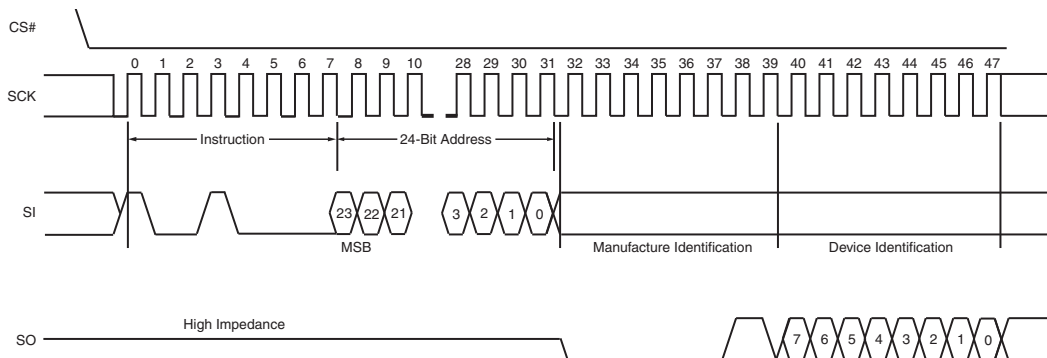 CS#
0 1 2 3 4 5 6 7 8 9 10 28 29 30 31 32 33 34 35 36 37 38 39 40 41 42 43 44 45 46 47
SCK
Instruction 24-Bit Address
SI 23 22 21 3 2 1 0
MSB Manufacture Identification Device Identification
High Impedance
SO 7 6 5 4 3 2 1 0